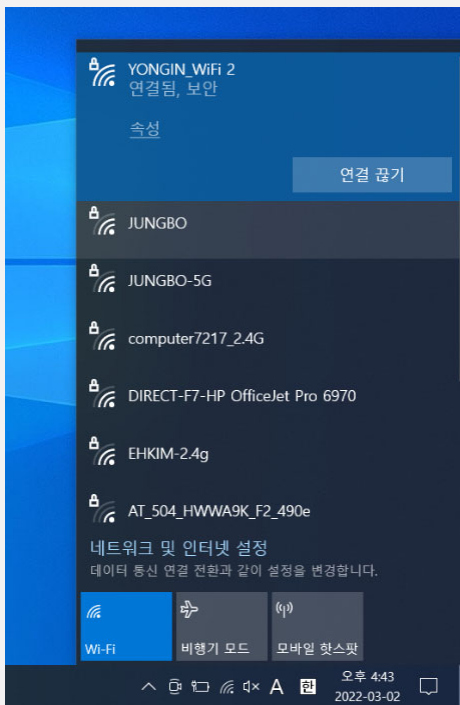 YONGIN_WiFi 2
연결됨, 보안
속성
연결 끊기
JUNGBO
JUNGBO-5G
computer7217_2.4G
DIRECT-F7-HP OfficeJet Pro 6970
EHKIM-2.4g
AT_504_HWWA9K_F2_490e
네트워크 및 인터넷 설정
데이터 통신 연결 전환과 같이 설정을 변경합니다.
Wi-Fi
비행기 모드
모바일 핫스팟
A 한 오후 4:43
2022-03-02